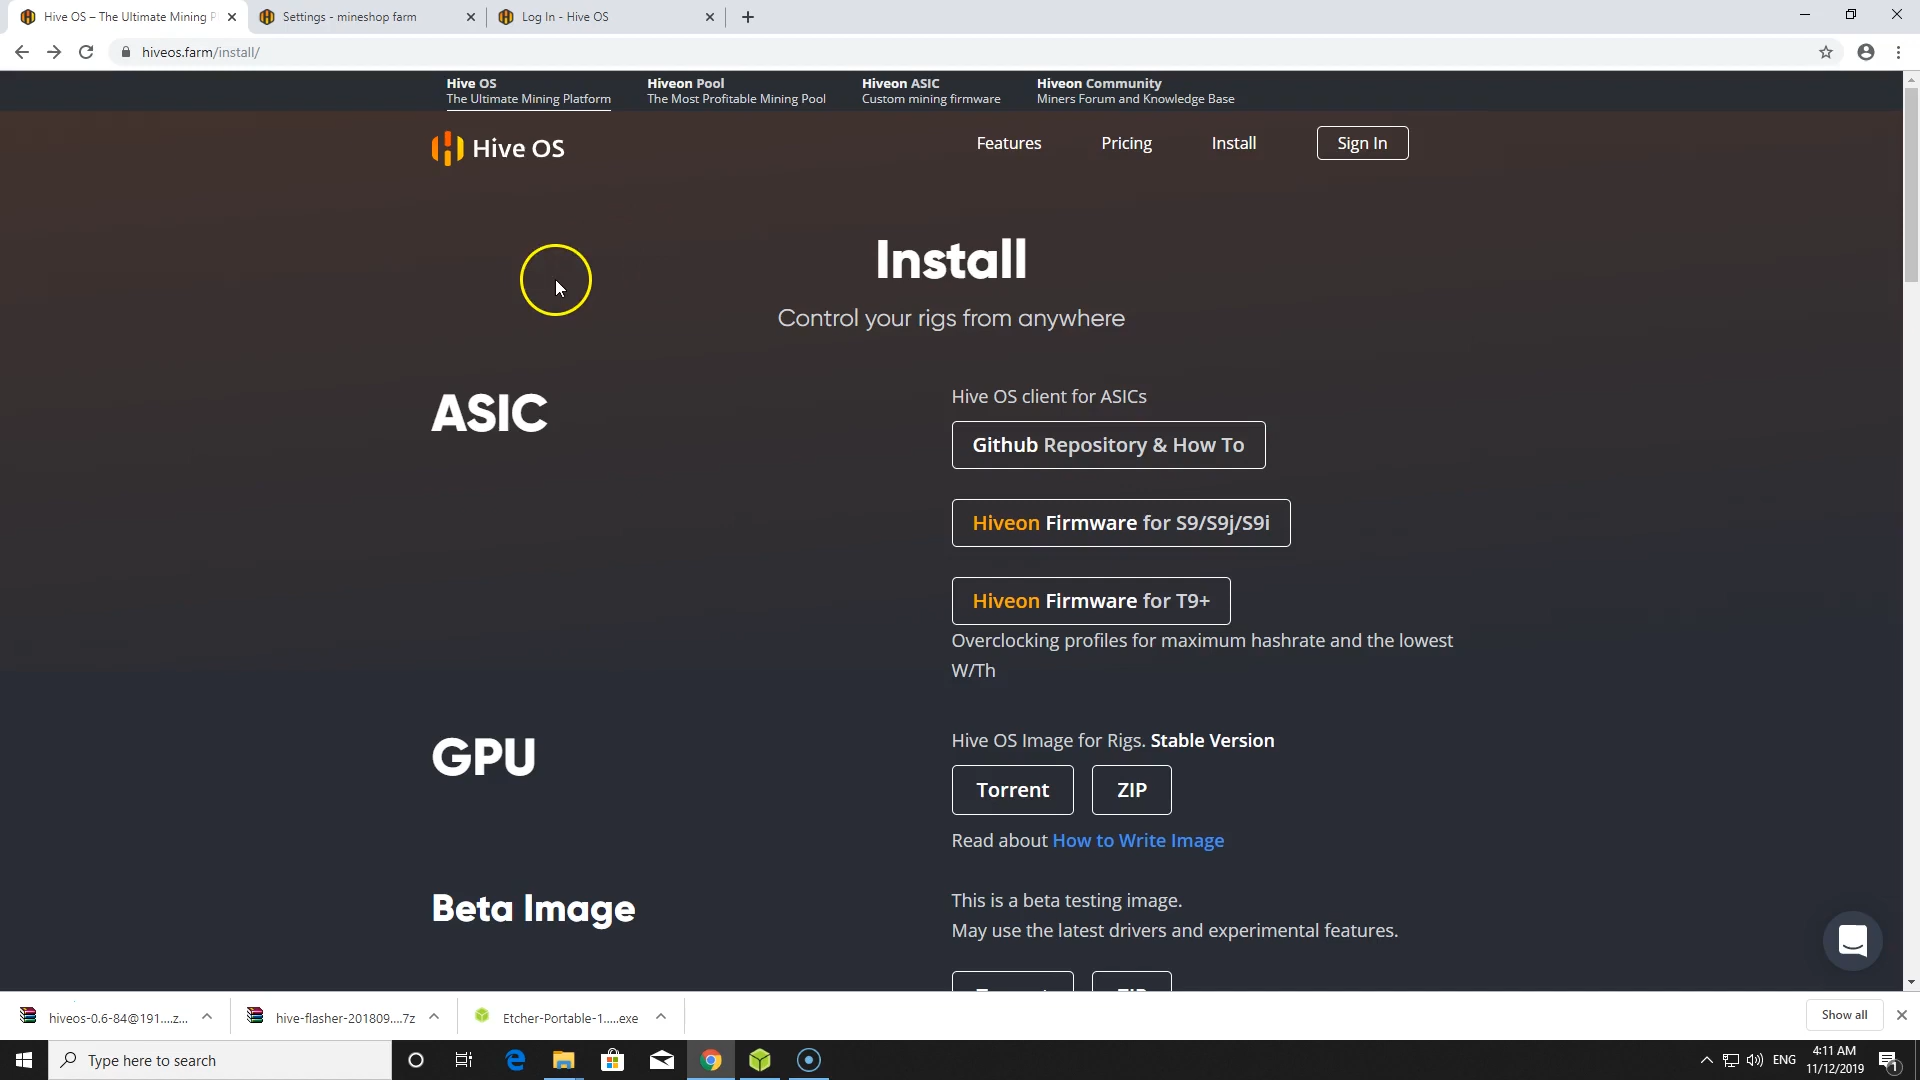 Hive OS – The Ultimate Mining P
Settings - mineshop farm
Log In - Hive OS
hiveos.farm/install/
Hive OS
The Ultimate Mining Platform
Hiveon Pool
The Most Profitable Mining Pool
Hiveon ASIC
Custom mining firmware
Hiveon Community
Miners Forum and Knowledge Base
Hive OS
Features
Pricing
Install
Sign In
Install
Control your rigs from anywhere
ASIC
Hive OS client for ASICs
Github Repository & How To
Hiveon Firmware for S9/S9j/S9i
Hiveon Firmware for T9+
Overclocking profiles for maximum hashrate and the lowest
W/Th
GPU
Hive OS Image for Rigs. Stable Version
Torrent
ZIP
Read about How to Write Image
Beta Image
This is a beta testing image.
May use the latest drivers and experimental features.
hiveos-0.6-84@191....z...
hive-flasher-201809....7z
Etcher-Portable-1.....exe
Show all
Type here to search
ENG
4:11 AM
11/12/2019
1